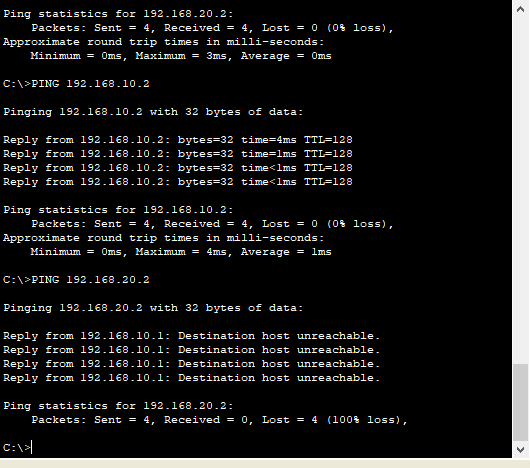 Ping statistics for 192.168.20.2:
Packets: Sent = 4, Received = 4, Lost = 0 (0% loss),
Approximate round trip times in milli-seconds:
Minimum = 0ms, Maximum = 3ms, Average = 0ms
C:\>PING 192.168.10.2
Pinging 192.168.10.2 with 32 bytes of data:
Reply from 192.168.10.2: bytes=32 time=4ms TTL=128
Reply from 192.168.10.2: bytes=32 time=1ms TTL=128
Reply from 192.168.10.2: bytes=32 time<1ms TTL=128
Reply from 192.168.10.2: bytes=32 time<1ms TTL=128
Ping statistics for 192.168.10.2:
Packets: Sent = 4, Received = 4, Lost = 0 (0% loss),
Approximate round trip times in milli-seconds:
Minimum = 0ms, Maximum = 4ms, Average = 1ms
C:\>PING 192.168.20.2
Pinging 192.168.20.2 with 32 bytes of data:
Reply from 192.168.10.1: Destination host unreachable.
Reply from 192.168.10.1: Destination host unreachable.
Reply from 192.168.10.1: Destination host unreachable.
Reply from 192.168.10.1: Destination host unreachable.
Ping statistics for 192.168.20.2:
Packets: Sent = 4, Received = 0, Lost = 4 (100% loss),
C:\>